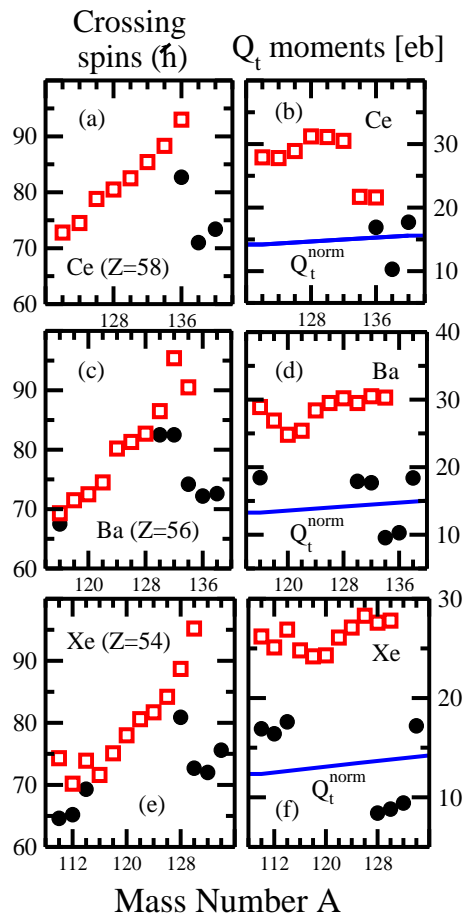 Crossing spins (ħ)
Q_t moments [eb]
(a)
Ce (Z=58)
90
80
70
60
128
136
(b)
Ce
Q_t^norm
30
20
10
128
136
(c)
Ba (Z=56)
90
80
70
60
120
128
136
(d)
Ba
Q_t^norm
40
30
20
10
120
128
136
Xe (Z=54)
(e)
90
80
70
60
112
120
128
Xe
(f)
Q_t^norm
30
20
10
112
120
128
Mass Number A